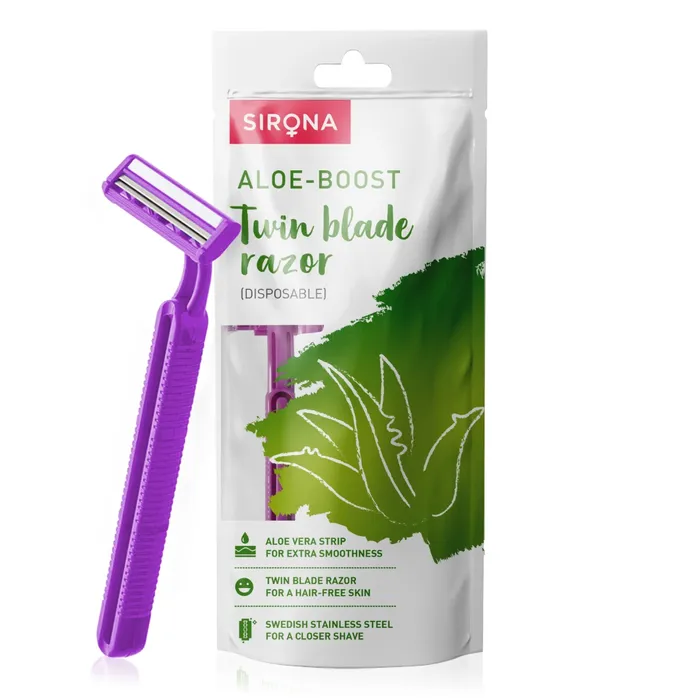 SIRONA
ALOE-BOOST
Twin blade
razor
(DISPOSABLE)
ALOE VERA STRIP
FOR EXTRA SMOOTHNESS
TWIN BLADE RAZOR
FOR A HAIR-FREE SKIN
SWEDISH STAINLESS STEEL
FOR A CLOSER SHAVE